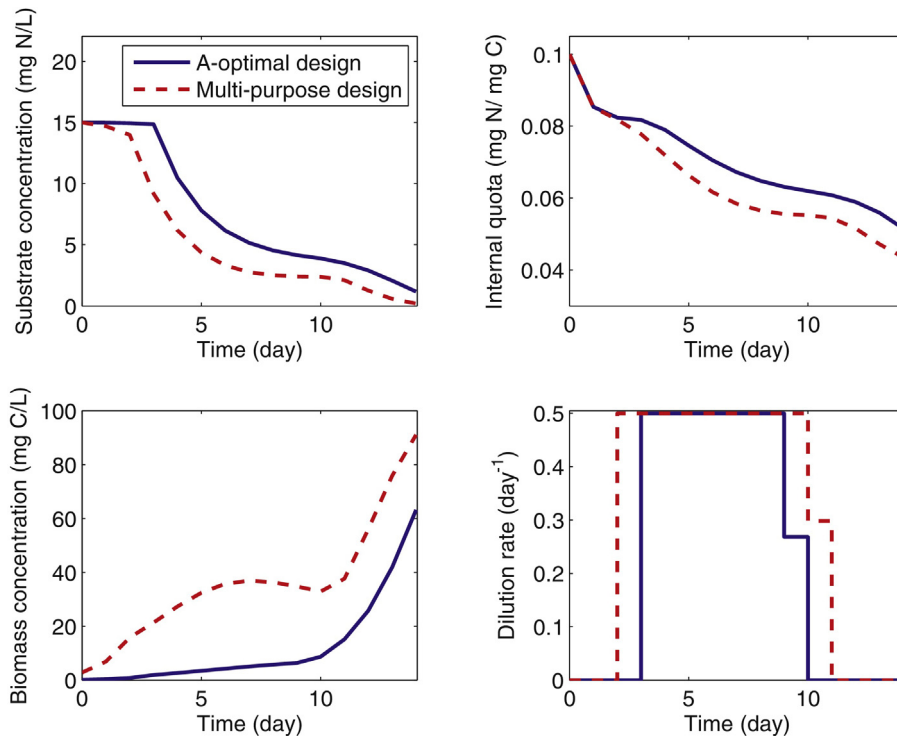 Substrate concentration (mg N/L)
20
15
10
5
0
0 5 10
Time (day)
A-optimal design
Multi-purpose design
Internal quota (mg N/ mg C)
0.1
0.08
0.06
0.04
0 5 10
Time (day)
Biomass concentration (mg C/L)
100
80
60
40
20
0
0 5 10
Time (day)
Dilution rate (day-1)
0.5
0.4
0.3
0.2
0.1
0
0 5 10
Time (day)